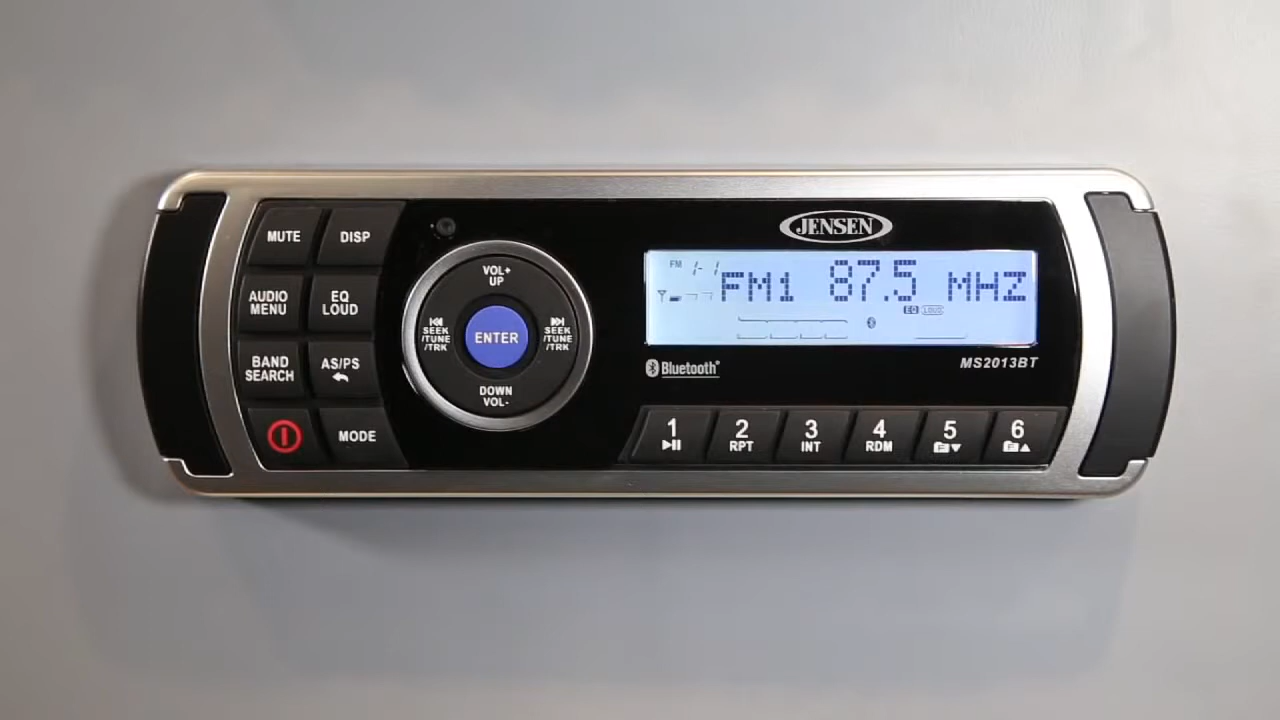 MUTE
DISP
AUDIO
MENU
EQ
LOUD
BAND
SEARCH
AS/PS
MODE
VOL+
UP
SEEK
/TUNE
/TRK
ENTER
SEEK
/TUNE
/TRK
DOWN
VOL-
JENSEN
FM
FM1 87.5 MHZ
EQ LOUD
Bluetooth®
MS2013BT
1
2
RPT
3
INT
4
RDM
5
F
6
F